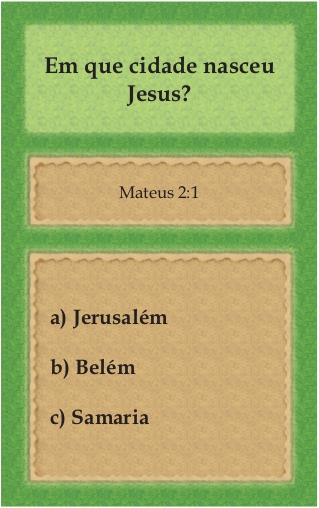 Em que cidade nasceu
Jesus?
Mateus 2:1
a) Jerusalém
b) Belém
c) Samaria